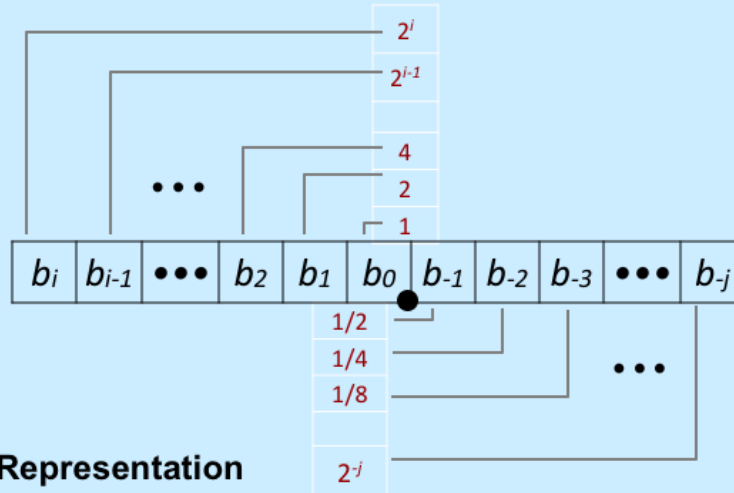 2^i
2^{i-1}
4
•••
2
1
b_i b_{i-1} ••• b_2 b_1 b_0 b_{-1} b_{-2} b_{-3} ••• b_{-j}
1/2
1/4
•••
1/8
2^{-j}
Representation